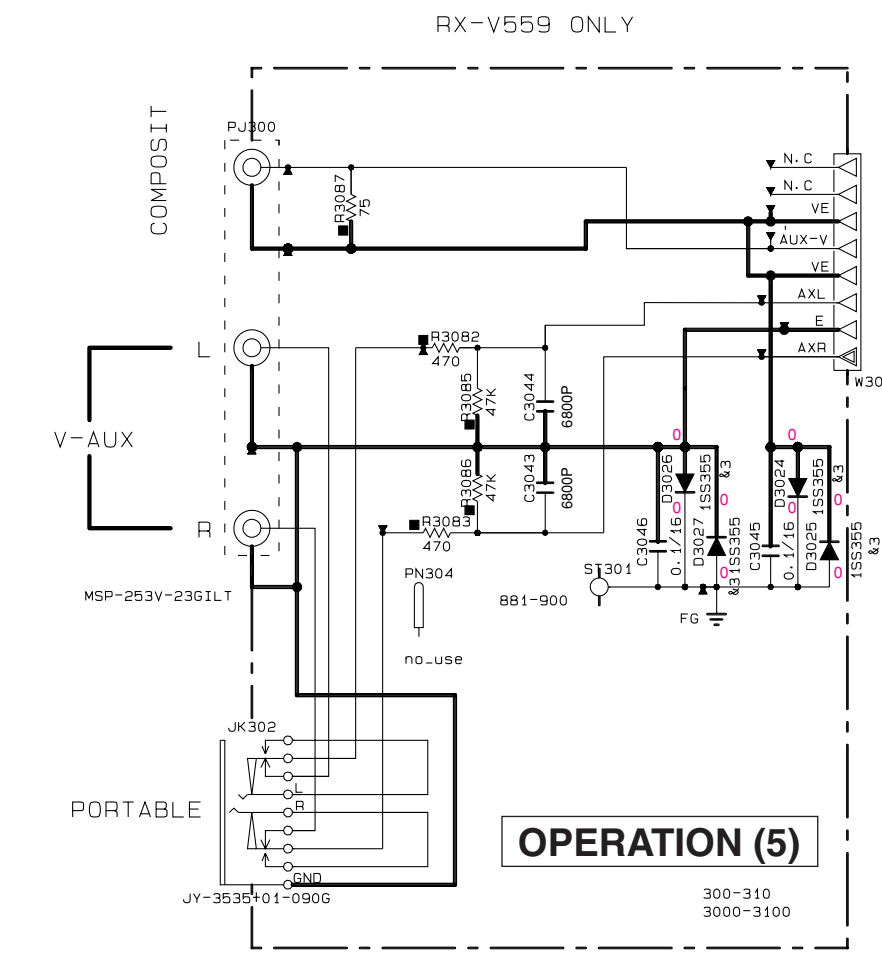 RX-V559 ONLY
COMPOSIT
PJ300
R3087
75
N.C
N.C
VE
AUX-V
VE
AXL
E
AXR
W30
L
V-AUX
R
R3082
470
R3085
47K
C3044
6800P
R3086
47K
C3043
6800P
R3083
470
0
0
D3026
1SS355
&3
0
0
D3027
1SS355
&3
C3046
0.1/16
0
0
D3024
1SS355
&3
0
0
D3025
1SS355
&3
C3045
0.1/16
MSP-253V-23GILT
PN304
no_use
ST301
881-900
FG
JK302
L
R
GND
PORTABLE
JY-3535+01-090G
OPERATION (5)
300-310
3000-3100